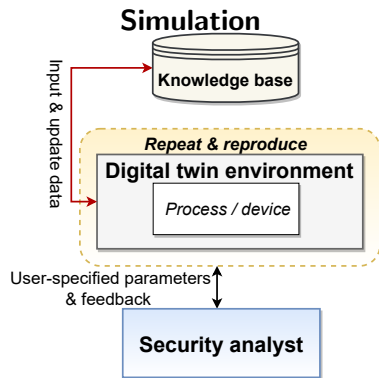 Simulation
Knowledge base
Input & update data
Repeat & reproduce
Digital twin environment
Process / device
User-specified parameters
& feedback
Security analyst